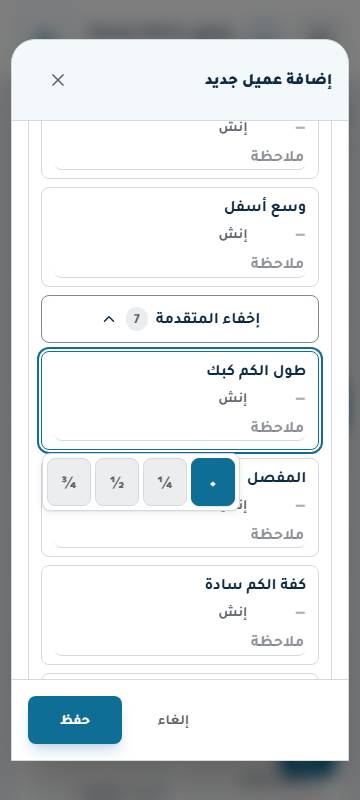 إضافة عميل جديد
— إنش
ملاحظة
وسع أسفل
— إنش
ملاحظة
إخفاء المتقدمة 7
طول الكم كبك
— إنش
ملاحظة
المفصل
٠ ¼ ½ ¾
ملاحظة
كفة الكم سادة
— إنش
ملاحظة
إلغاء
حفظ